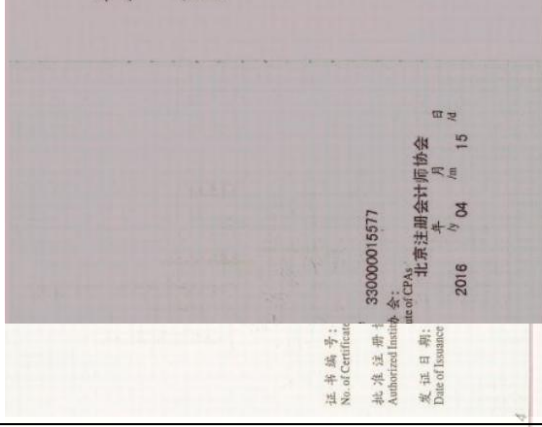 证书编号:
No. of Certificate
330000015577
批准注册协会:
Authorized Institute of CPAs
北京注册会计师协会
发证日期:
Date of Issuance
2016 年 04 月 15 日
/y /m /d